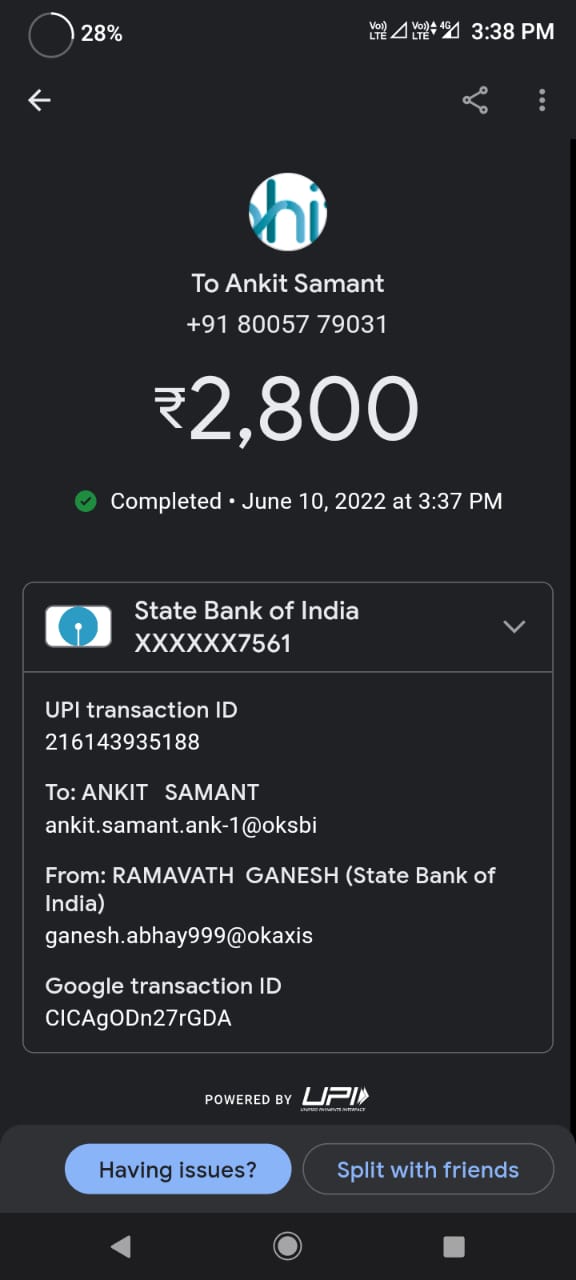 28%
Vo)) LTE Vo)) LTE 4G 3:38 PM
hi
To Ankit Samant
+91 80057 79031
₹2,800
Completed • June 10, 2022 at 3:37 PM
State Bank of India
XXXXXX7561
UPI transaction ID
216143935188
To: ANKIT SAMANT
ankit.samant.ank-1@oksbi
From: RAMAVATH GANESH (State Bank of
India)
ganesh.abhay999@okaxis
Google transaction ID
CICAgODn27rGDA
POWERED BY UPI
UNIFIED PAYMENTS INTERFACE
Having issues?
Split with friends